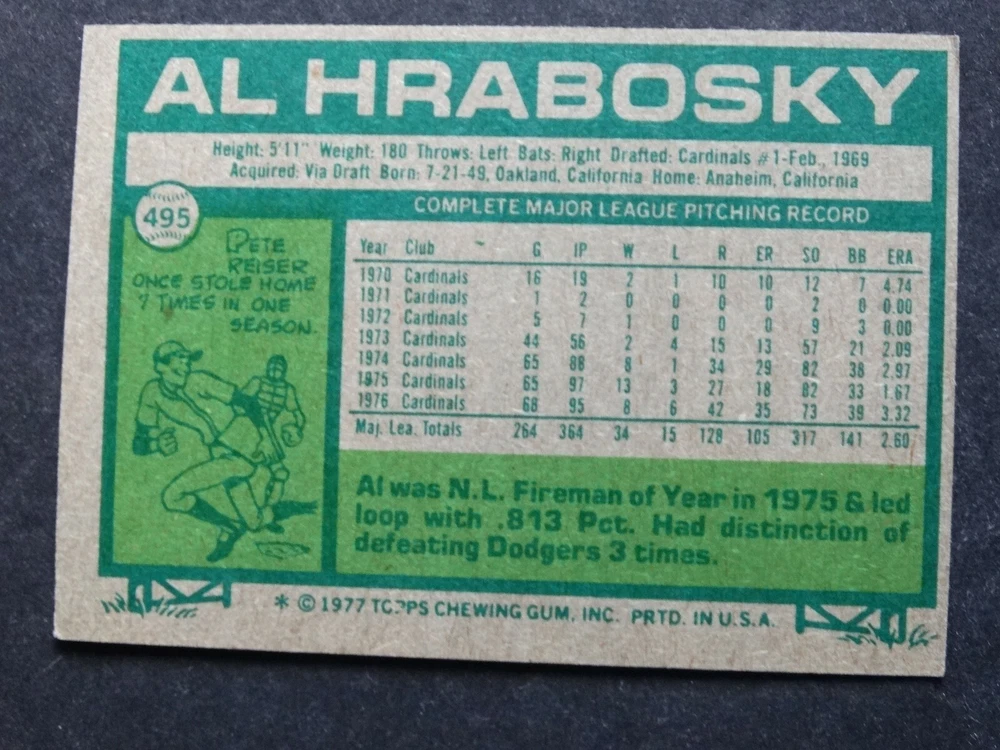 AL HRABOSKY
Height: 5'11" Weight: 180 Throws: Left Bats: Right Drafted: Cardinals #1-Feb., 1969
Acquired: Via Draft Born: 7-21-49, Oakland, California Home: Anaheim, California
495
COMPLETE MAJOR LEAGUE PITCHING RECORD
PETE
REISER
ONCE STOLE HOME
7 TIMES IN ONE
SEASON.
Year Club G IP W L R ER SO BB ERA
1970 Cardinals 16 19 2 1 10 10 12 7 4.74
1971 Cardinals 1 2 0 0 0 0 2 0 0.00
1972 Cardinals 5 7 1 0 0 0 9 3 0.00
1973 Cardinals 44 56 2 4 15 13 57 21 2.09
1974 Cardinals 65 88 8 1 34 29 82 38 2.97
1975 Cardinals 65 97 13 3 27 18 82 33 1.67
1976 Cardinals 68 95 8 6 42 35 73 39 3.32
Maj. Lea. Totals 264 364 34 15 128 105 317 141 2.60
Al was N.L. Fireman of Year in 1975 & led
loop with .813 Pct. Had distinction of
defeating Dodgers 3 times.
* © 1977 TOPPS CHEWING GUM, INC. PRTD. IN U.S.A.